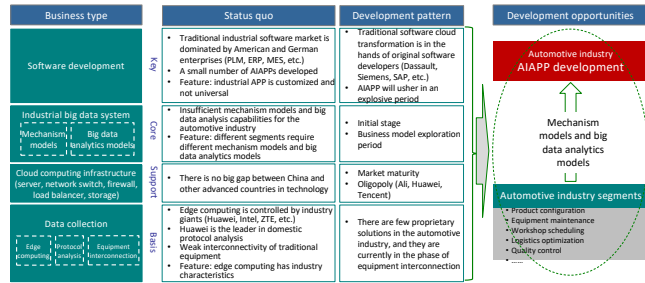 Business type
Status quo
Development pattern
Development opportunities
Software development
Key
• Traditional industrial software market is
dominated by American and German
enterprises (PLM, ERP, MES, etc.)
• A small number of AIAPPs developed
• Feature: industrial APP is customized and
not universal
• Traditional software cloud
transformation is in the
hands of original software
developers (Dassault,
Siemens, SAP, etc.)
• AIAPP will usher in an
explosive period
Industrial big data system
Mechanism
models
Big data
analytics models
Core
• Insufficient mechanism models and big
data analysis capabilities for the
automotive industry
• Feature: different segments require
different mechanism models and big
data analytics models
• Initial stage
• Business model exploration
period
Cloud computing infrastructure
(server, network switch, firewall,
load balancer, storage)
Support
• There is no big gap between China and
other advanced countries in technology
• Market maturity
• Oligopoly (Ali, Huawei,
Tencent)
Data collection
Edge
computing
Protocol
analysis
Equipment
interconnection
Basis
• Edge computing is controlled by industry
giants (Huawei, Intel, ZTE, etc.)
• Huawei is the leader in domestic
protocol analysis
• Weak interconnectivity of traditional
equipment
• Feature: edge computing has industry
characteristics
• There are few proprietary
solutions in the automotive
industry, and they are
currently in the phase of
equipment interconnection
Automotive industry
AIAPP development
Mechanism
models and big
data analytics
models
Automotive industry segments
• Product configuration
• Equipment maintenance
• Workshop scheduling
• Logistics optimization
• Quality control
• ......